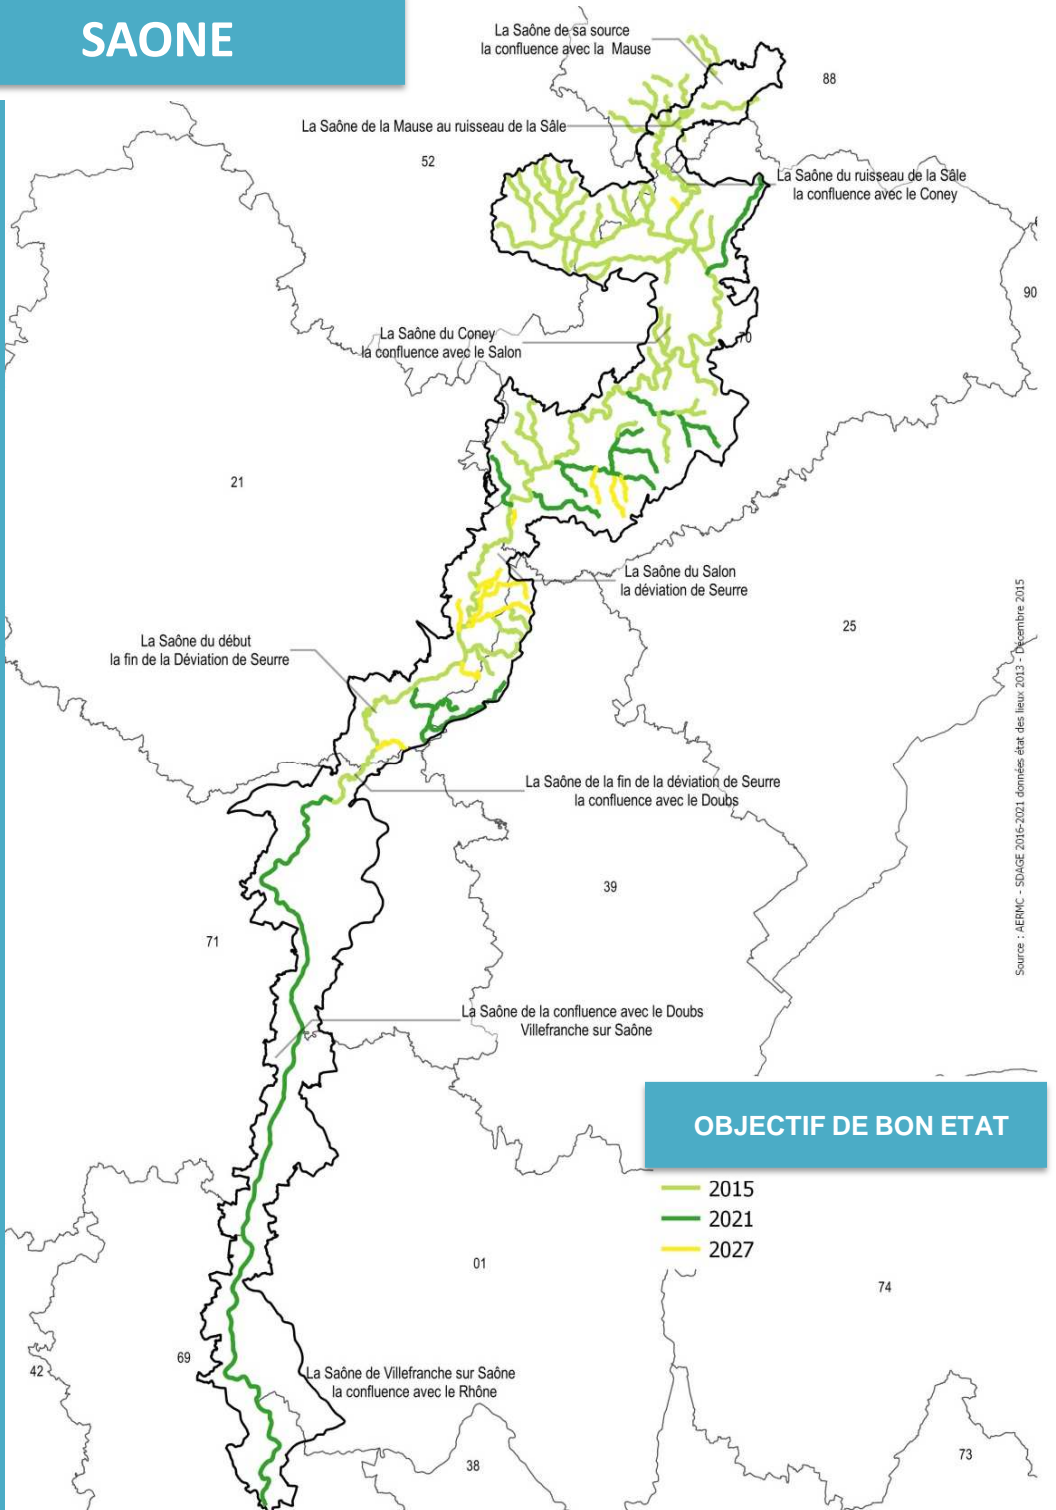 SAONE
La Saône de sa source
la confluence avec la Mause
88
La Saône de la Mause au ruisseau de la Sâle
52
La Saône du ruisseau de la Sâle
la confluence avec le Coney
90
La Saône du Coney
la confluence avec le Salon
70
21
La Saône du Salon
la déviation de Seurre
25
La Saône du début
la fin de la Déviation de Seurre
Source : AERMC - SDAGE 2016-2021 données état des lieux 2013 - Décembre 2015
La Saône de la fin de la déviation de Seurre
la confluence avec le Doubs
39
71
La Saône de la confluence avec le Doubs
Villefranche sur Saône
OBJECTIF DE BON ETAT
2015
2021
2027
01
74
69
42
La Saône de Villefranche sur Saône
la confluence avec le Rhône
38
73